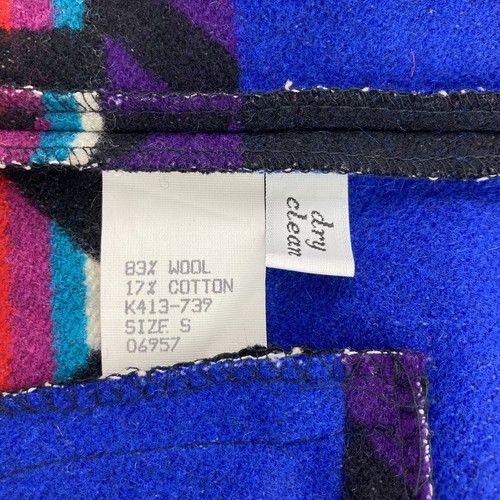 83% WOOL
17% COTTON
K413-739
SIZE S
06957
dry
clean